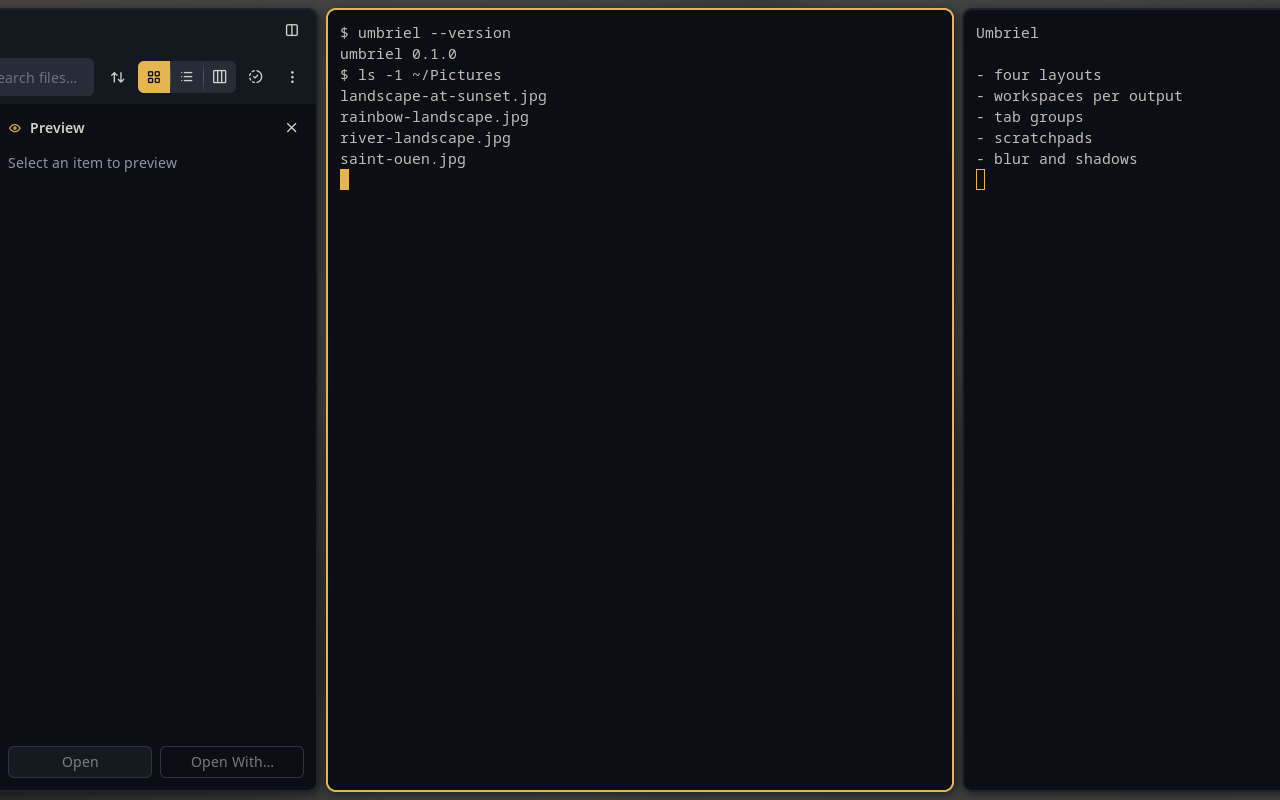 earch files...
Preview
Select an item to preview
Open
Open With...
$ umbriel --version
umbriel 0.1.0
$ ls -1 ~/Pictures
landscape-at-sunset.jpg
rainbow-landscape.jpg
river-landscape.jpg
saint-ouen.jpg
Umbriel
- four layouts
- workspaces per output
- tab groups
- scratchpads
- blur and shadows